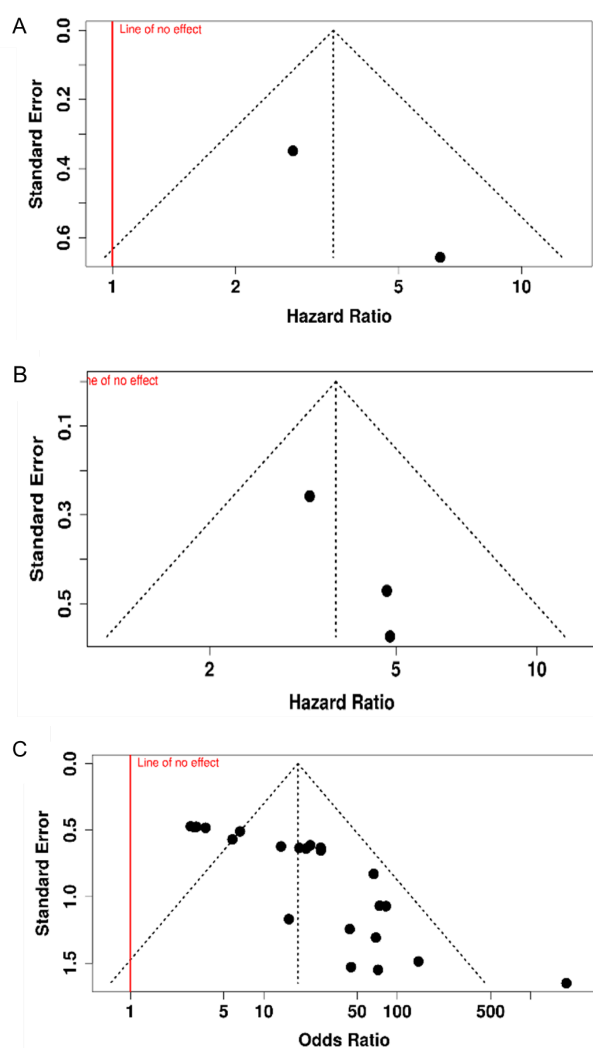 A
Line of no effect
0.0
0.2
0.4
0.6
Standard Error
1 2 5 10
Hazard Ratio
B
ne of no effect
0.1
0.3
0.5
Standard Error
2 5 10
Hazard Ratio
C
Line of no effect
0.0
0.5
1.0
1.5
Standard Error
1 5 10 50 100 500
Odds Ratio